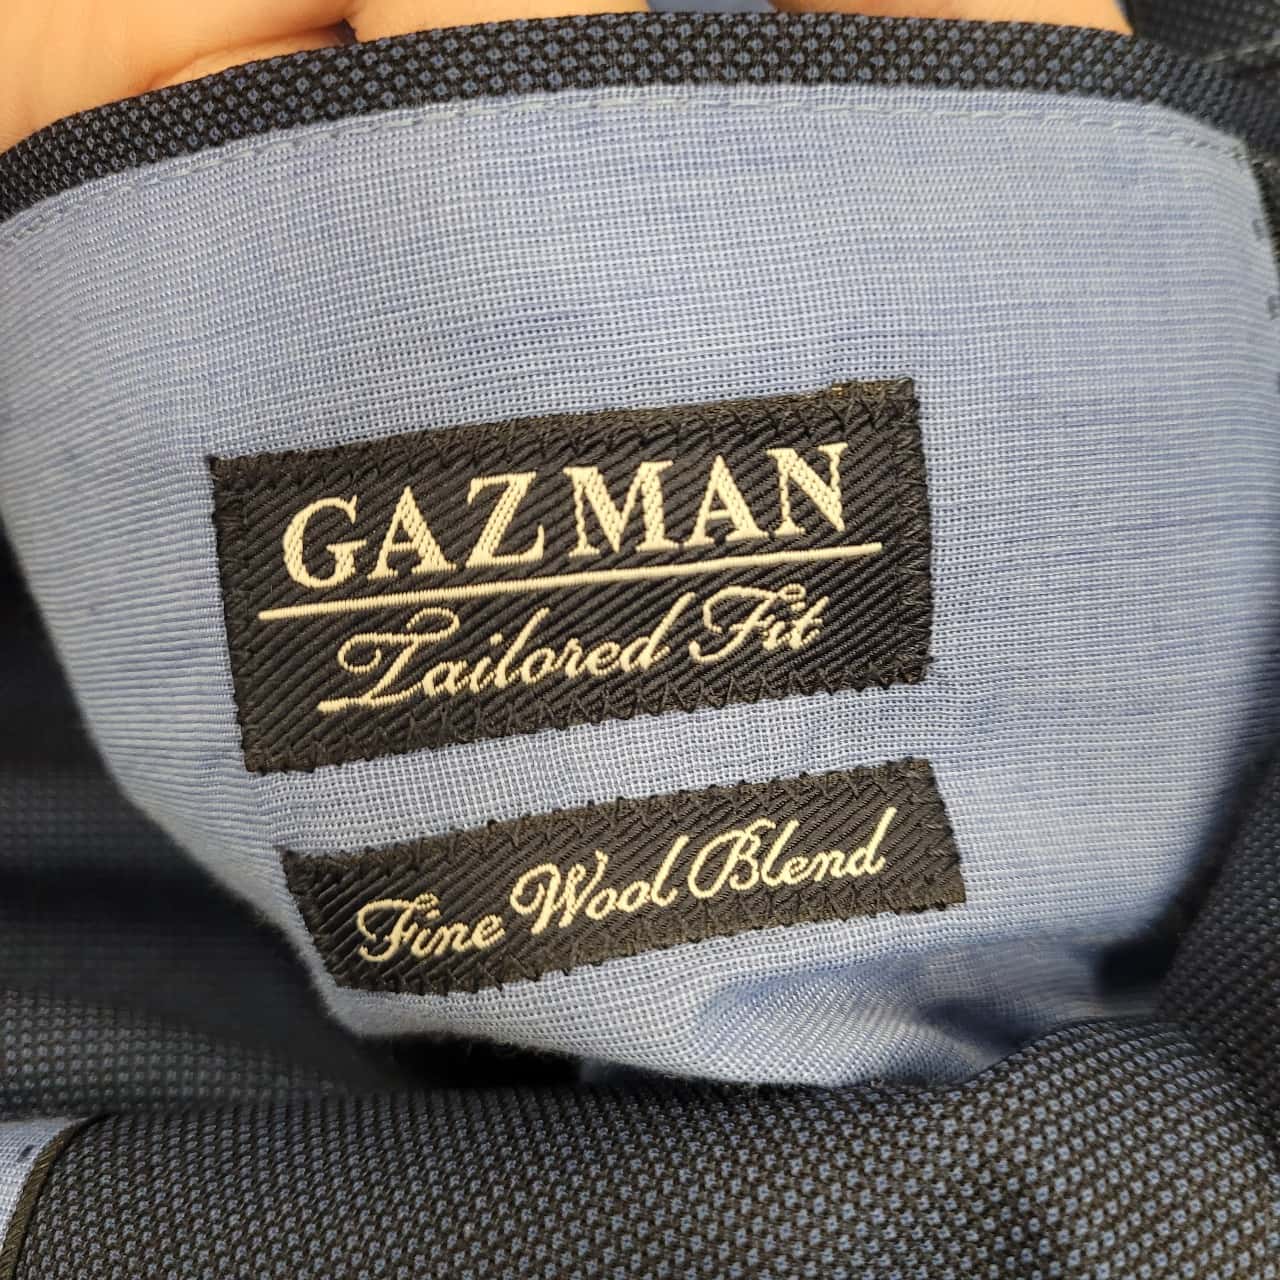 GAZMAN
Tailored Fit
Fine Wool Blend